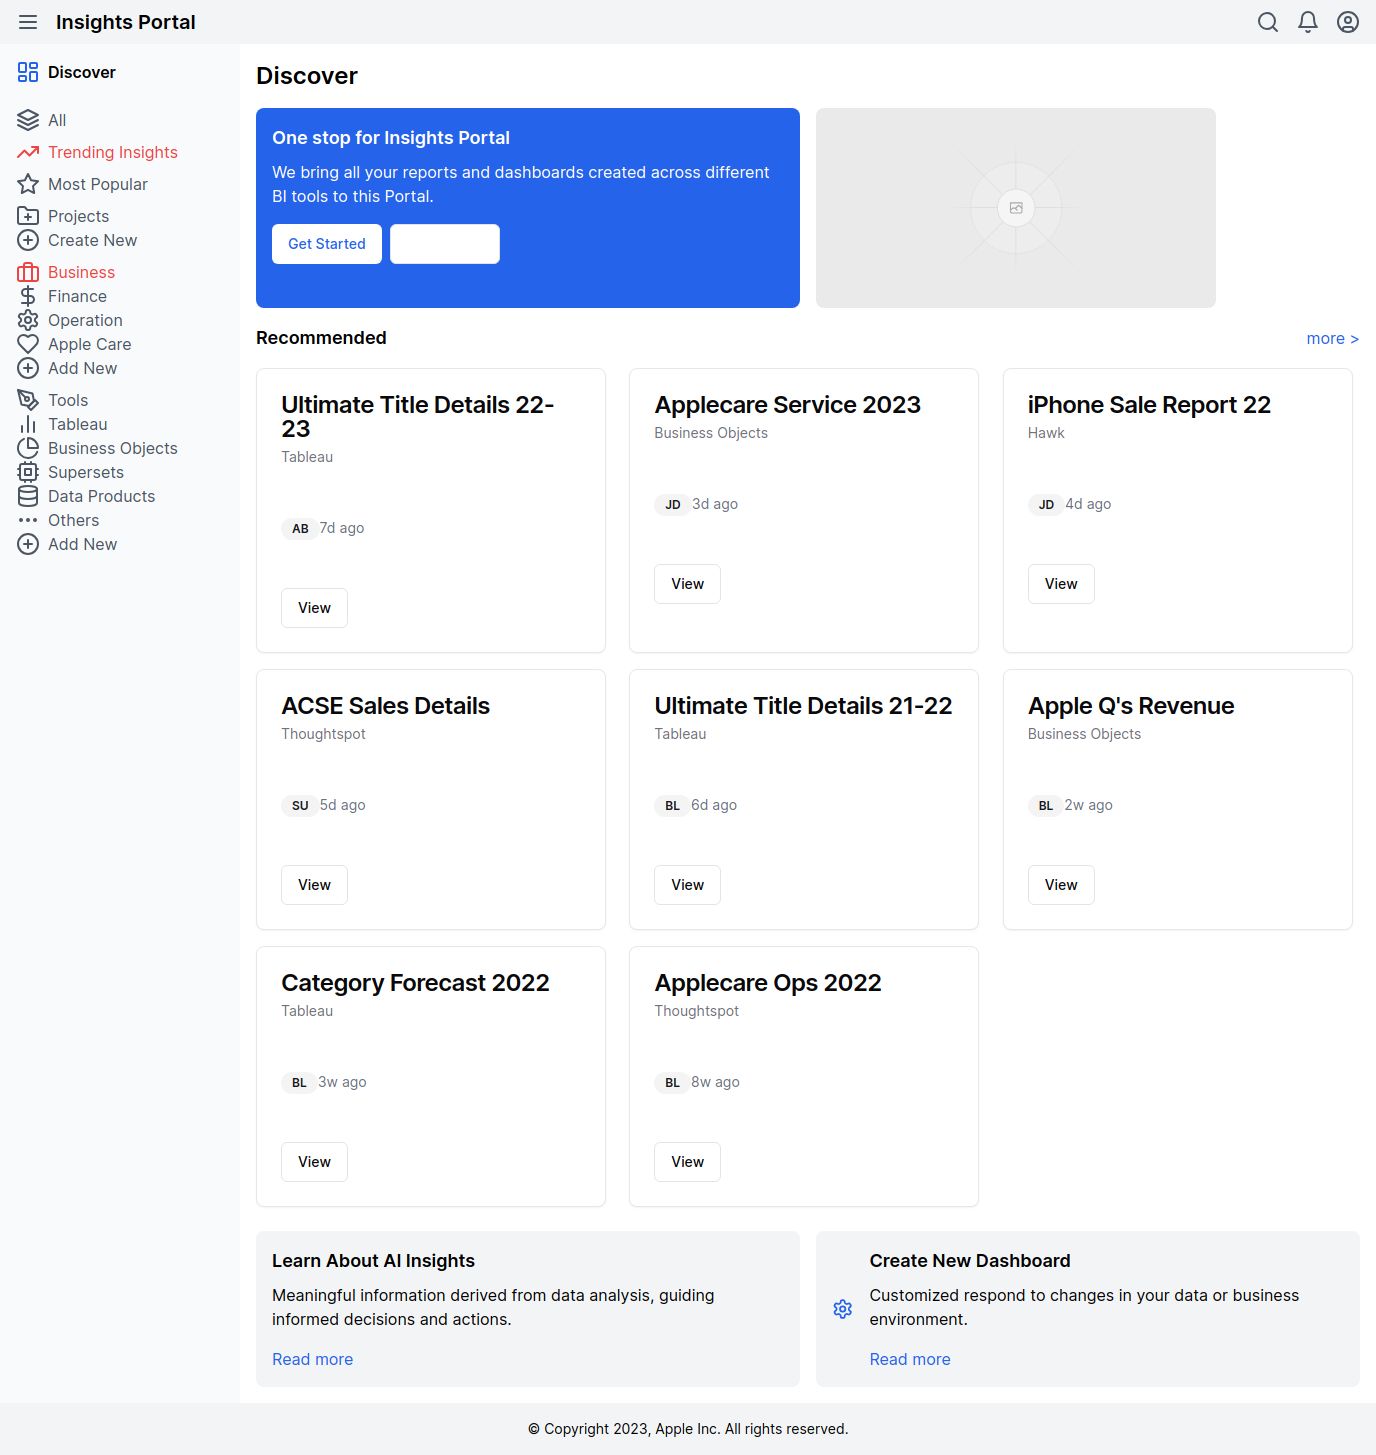 Insights Portal
Discover
All
Trending Insights
Most Popular
Projects
Create New
Business
Finance
Operation
Apple Care
Add New
Tools
Tableau
Business Objects
Supersets
Data Products
Others
Add New
Discover
One stop for Insights Portal
We bring all your reports and dashboards created across different
BI tools to this Portal.
Get Started
Recommended
more >
Ultimate Title Details 22-
23
Tableau
AB 7d ago
View
Applecare Service 2023
Business Objects
JD 3d ago
View
iPhone Sale Report 22
Hawk
JD 4d ago
View
ACSE Sales Details
Thoughtspot
SU 5d ago
View
Ultimate Title Details 21-22
Tableau
BL 6d ago
View
Apple Q's Revenue
Business Objects
BL 2w ago
View
Category Forecast 2022
Tableau
BL 3w ago
View
Applecare Ops 2022
Thoughtspot
BL 8w ago
View
Learn About AI Insights
Meaningful information derived from data analysis, guiding
informed decisions and actions.
Read more
Create New Dashboard
Customized respond to changes in your data or business
environment.
Read more
© Copyright 2023, Apple Inc. All rights reserved.